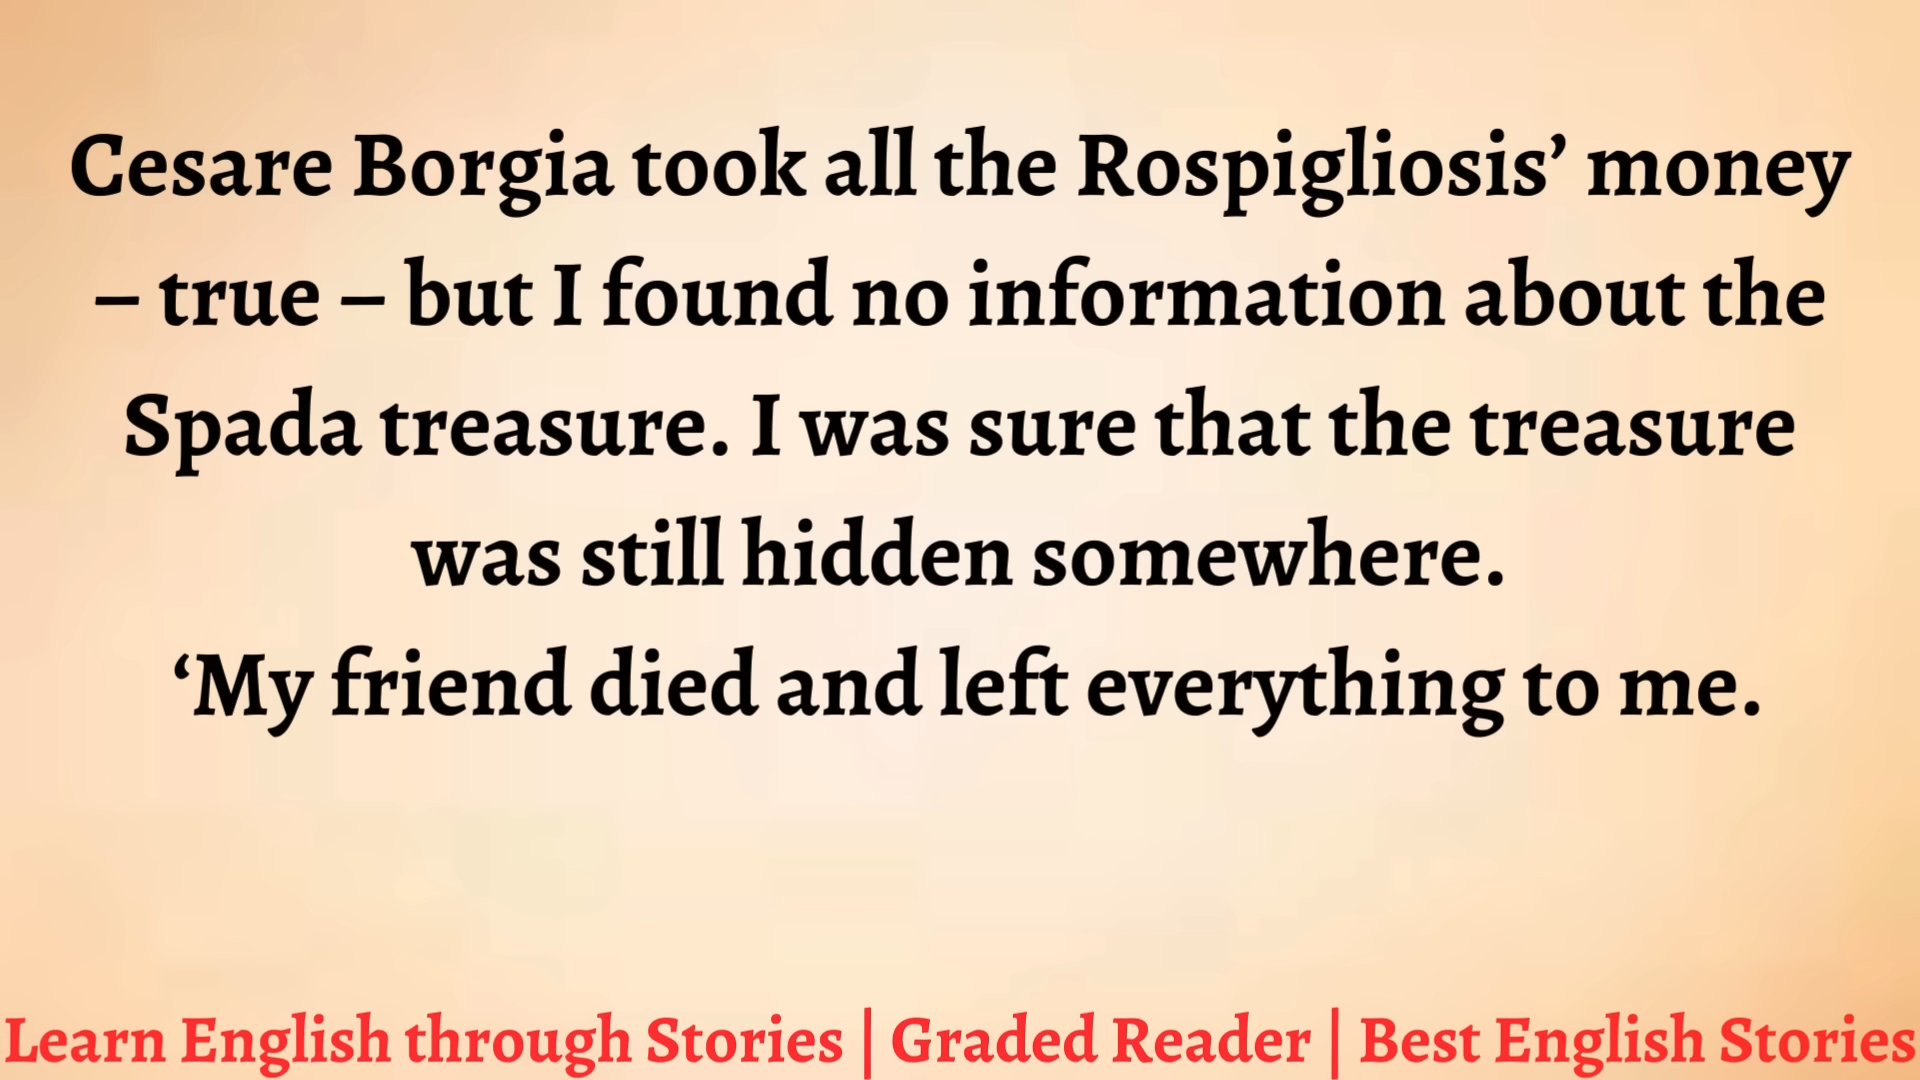 Cesare Borgia took all the Rospigliosis’ money
– true – but I found no information about the
Spada treasure. I was sure that the treasure
was still hidden somewhere.
‘My friend died and left everything to me.
Learn English through Stories | Graded Reader | Best English Stories